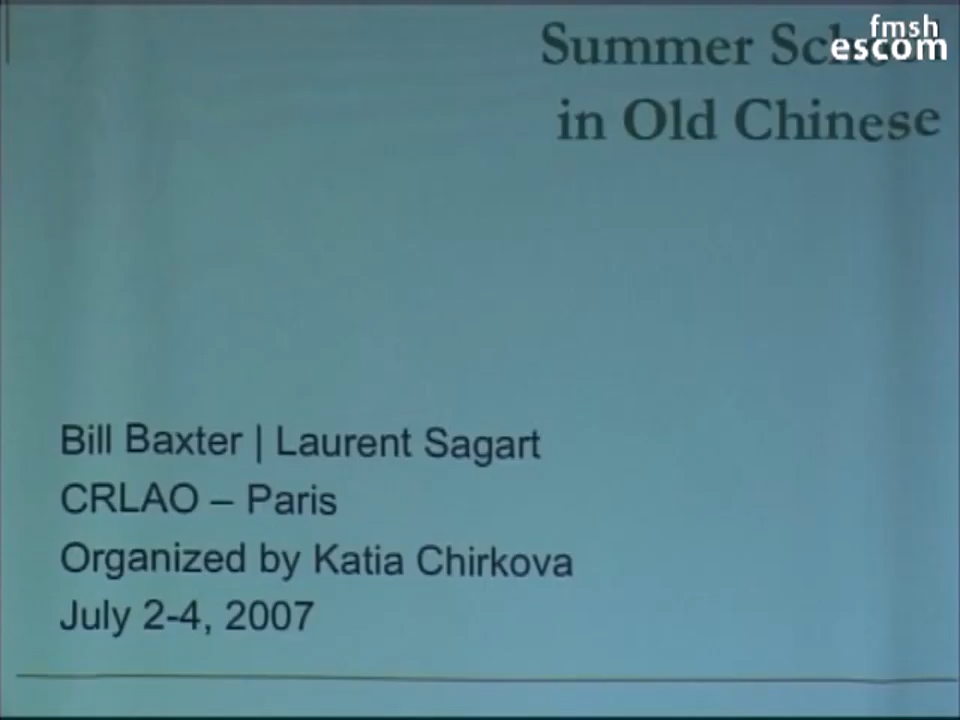 fmsh
escom
Summer
in Old Chinese
Bill Baxter | Laurent Sagart
CRLAO – Paris
Organized by Katia Chirkova
July 2-4, 2007